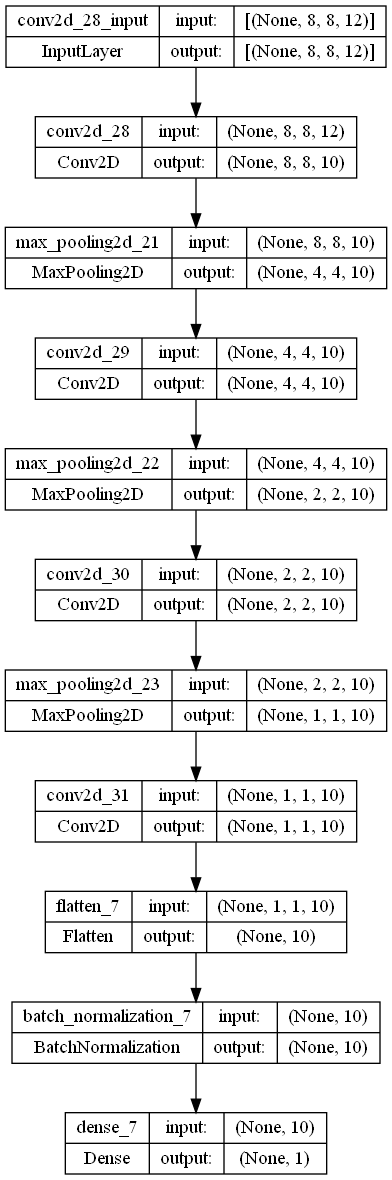 conv2d_28_input input: [(None, 8, 8, 12)]
InputLayer output: [(None, 8, 8, 12)]
conv2d_28 input: (None, 8, 8, 12)
Conv2D output: (None, 8, 8, 10)
max_pooling2d_21 input: (None, 8, 8, 10)
MaxPooling2D output: (None, 4, 4, 10)
conv2d_29 input: (None, 4, 4, 10)
Conv2D output: (None, 4, 4, 10)
max_pooling2d_22 input: (None, 4, 4, 10)
MaxPooling2D output: (None, 2, 2, 10)
conv2d_30 input: (None, 2, 2, 10)
Conv2D output: (None, 2, 2, 10)
max_pooling2d_23 input: (None, 2, 2, 10)
MaxPooling2D output: (None, 1, 1, 10)
conv2d_31 input: (None, 1, 1, 10)
Conv2D output: (None, 1, 1, 10)
flatten_7 input: (None, 1, 1, 10)
Flatten output: (None, 10)
batch_normalization_7 input: (None, 10)
BatchNormalization output: (None, 10)
dense_7 input: (None, 10)
Dense output: (None, 1)